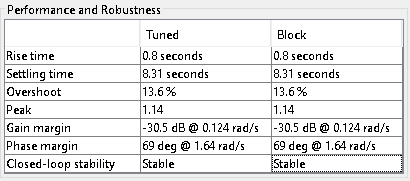 Performance and Robustness
Tuned Block
Rise time 0.8 seconds 0.8 seconds
Settling time 8.31 seconds 8.31 seconds
Overshoot 13.6 % 13.6 %
Peak 1.14 1.14
Gain margin -30.5 dB @ 0.124 rad/s -30.5 dB @ 0.124 rad/s
Phase margin 69 deg @ 1.64 rad/s 69 deg @ 1.64 rad/s
Closed-loop stability Stable Stable